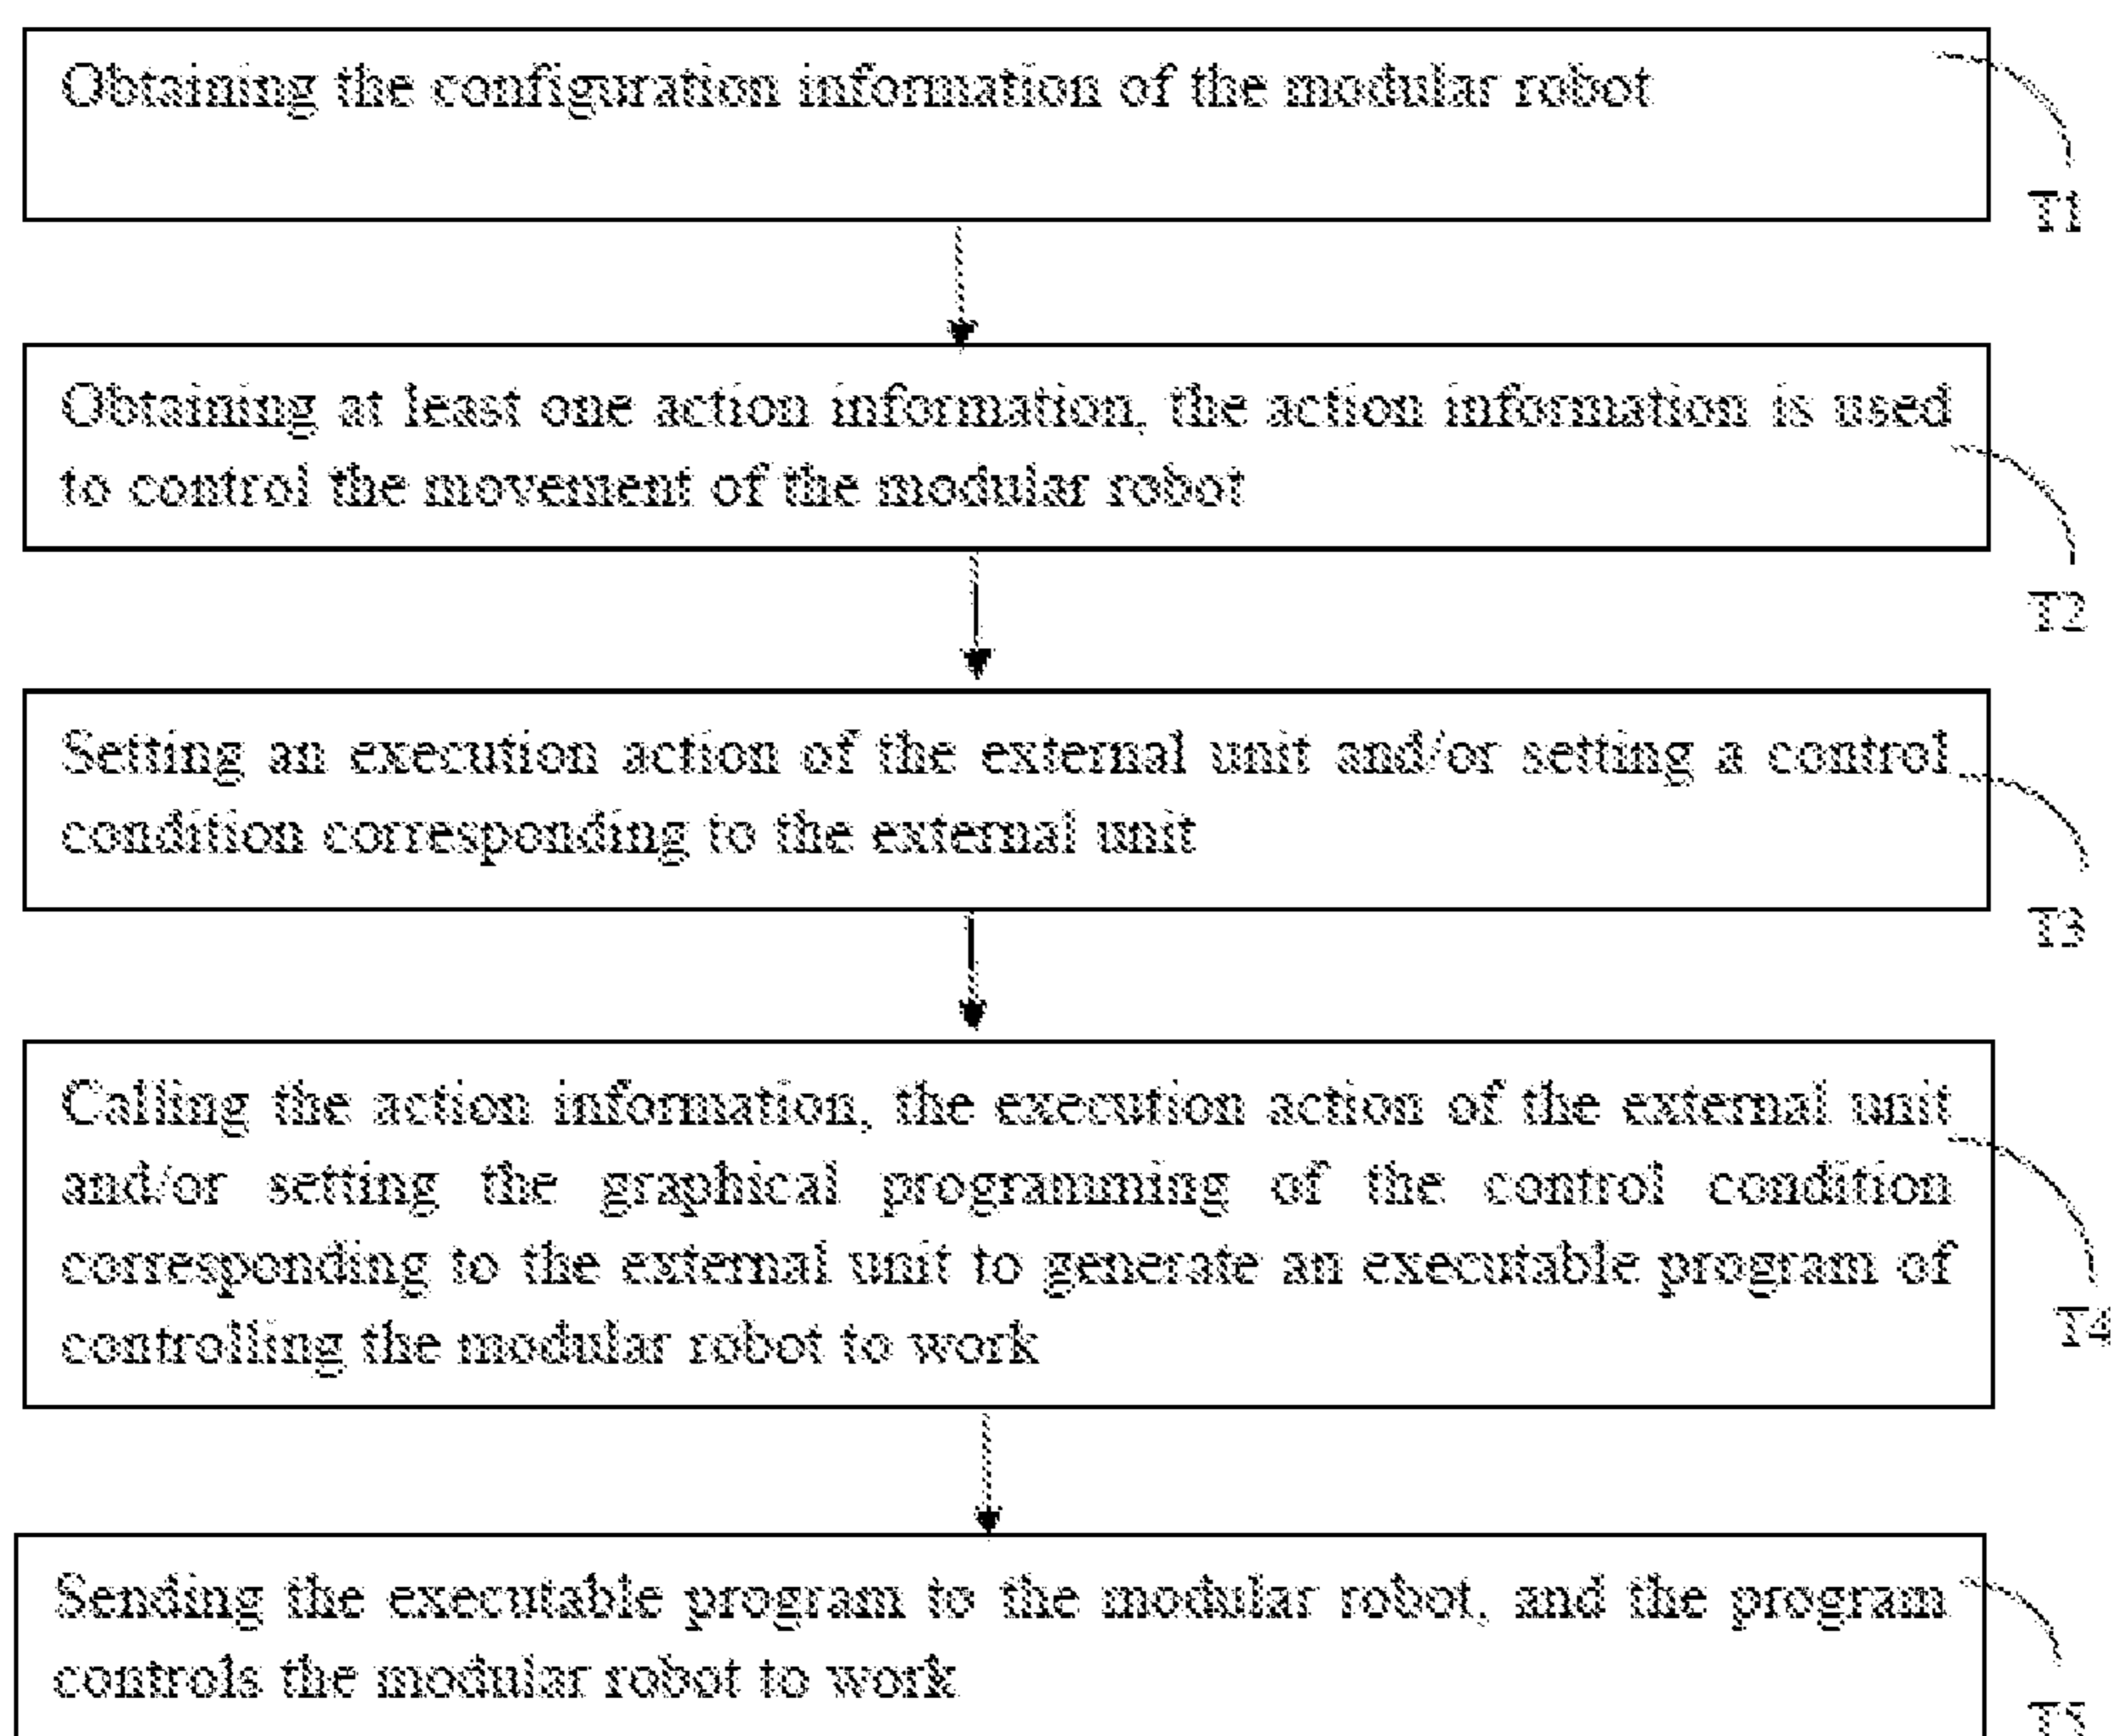 Obtaining the configuration information of the modular robot
T1
Obtaining at least one action information, the action information is used
to control the movement of the modular robot
T2
Setting an execution action of the external unit and/or setting a control
condition corresponding to the external unit
T3
Calling the action information, the execution action of the external unit
and/or setting the graphical programming of the control condition
corresponding to the external unit to generate an executable program of
controlling the modular robot to work
T4
Sending the executable program to the modular robot, and the program
controls the modular robot to work
T5